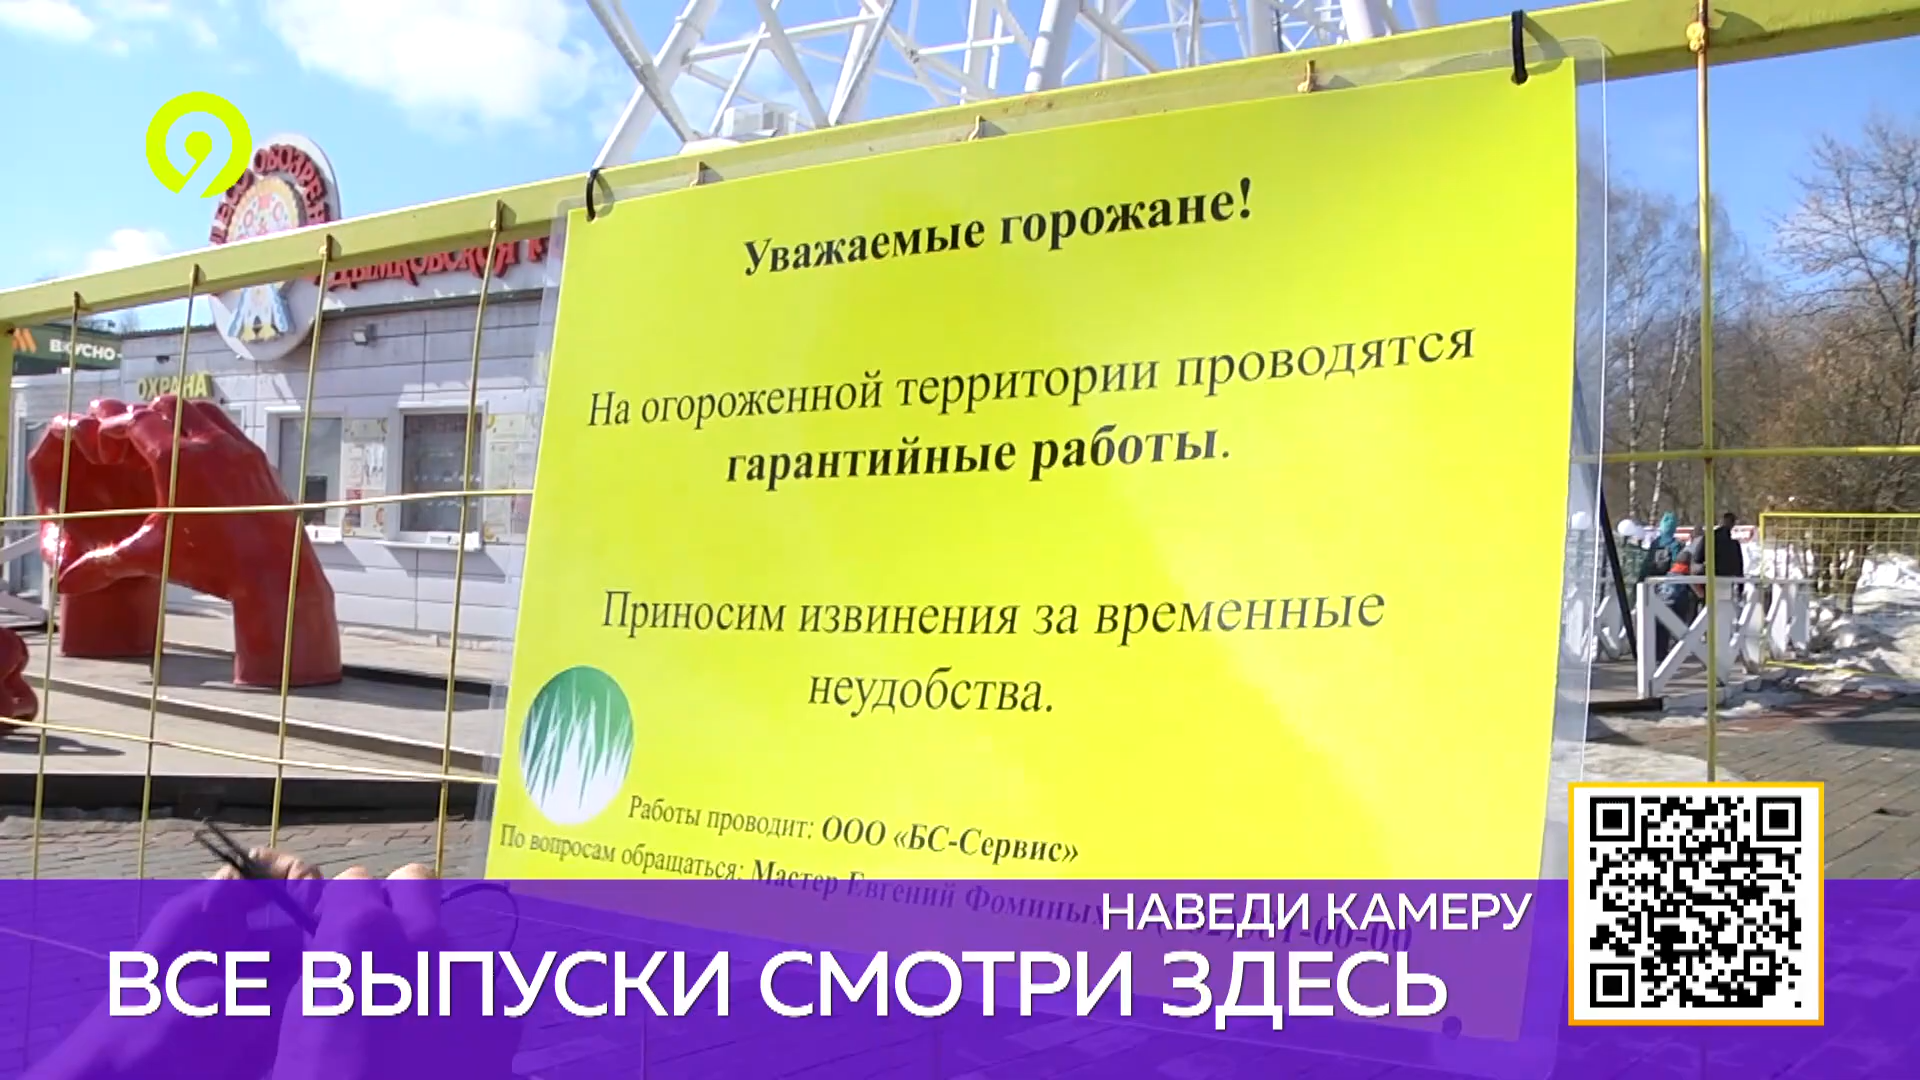 Уважаемые горожане!
На огороженной территории проводятся
гарантийные работы.
Приносим извинения за временные
неудобства.
Работы проводит: ООО «БС-Сервис»
По вопросам обращаться: Мастер Евгений Фоминых
ОХРАНА
ВКУСНО-
НАВЕДИ КАМЕРУ
ВСЕ ВЫПУСКИ СМОТРИ ЗДЕСЬ